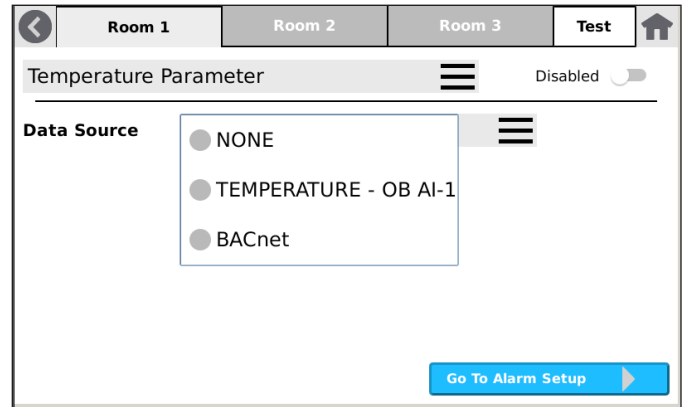 Room 1
Room 2
Room 3
Test
Temperature Parameter
Disabled
Data Source
NONE
TEMPERATURE - OB AI-1
BACnet
Go To Alarm Setup